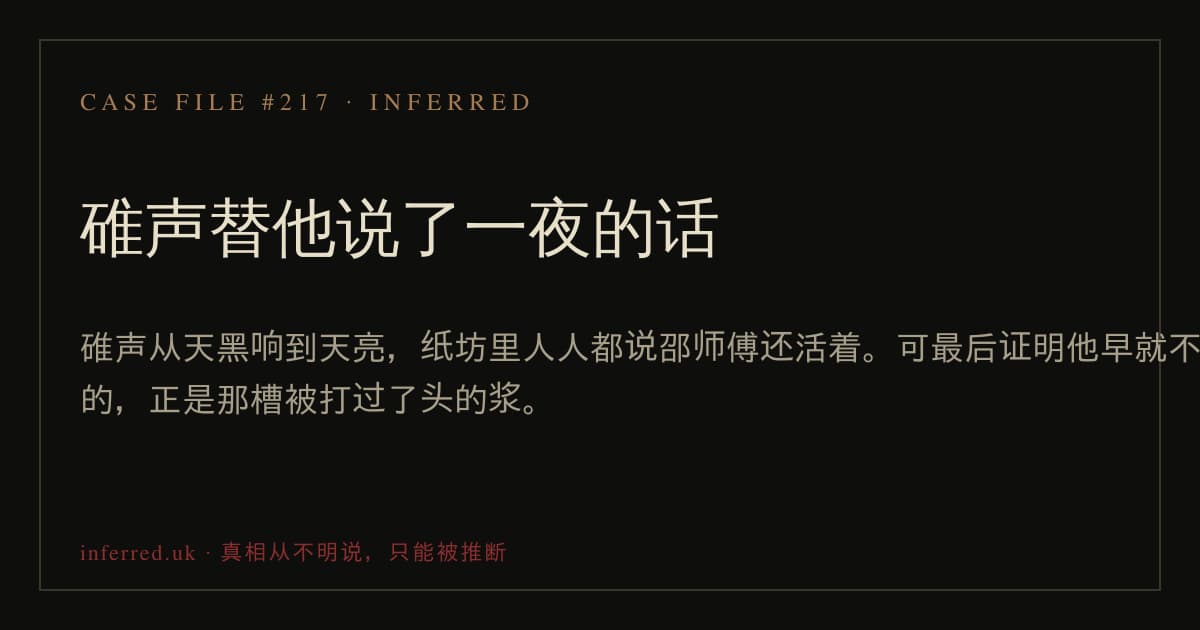 CASE FILE #217 · INFERRED
碓声替他说了一夜的话
碓声从天黑响到天亮，纸坊里人人都说邵师傅还活着。可最后证明他早就不
的，正是那槽被打过了头的浆。
inferred.uk · 真相从不明说，只能被推断